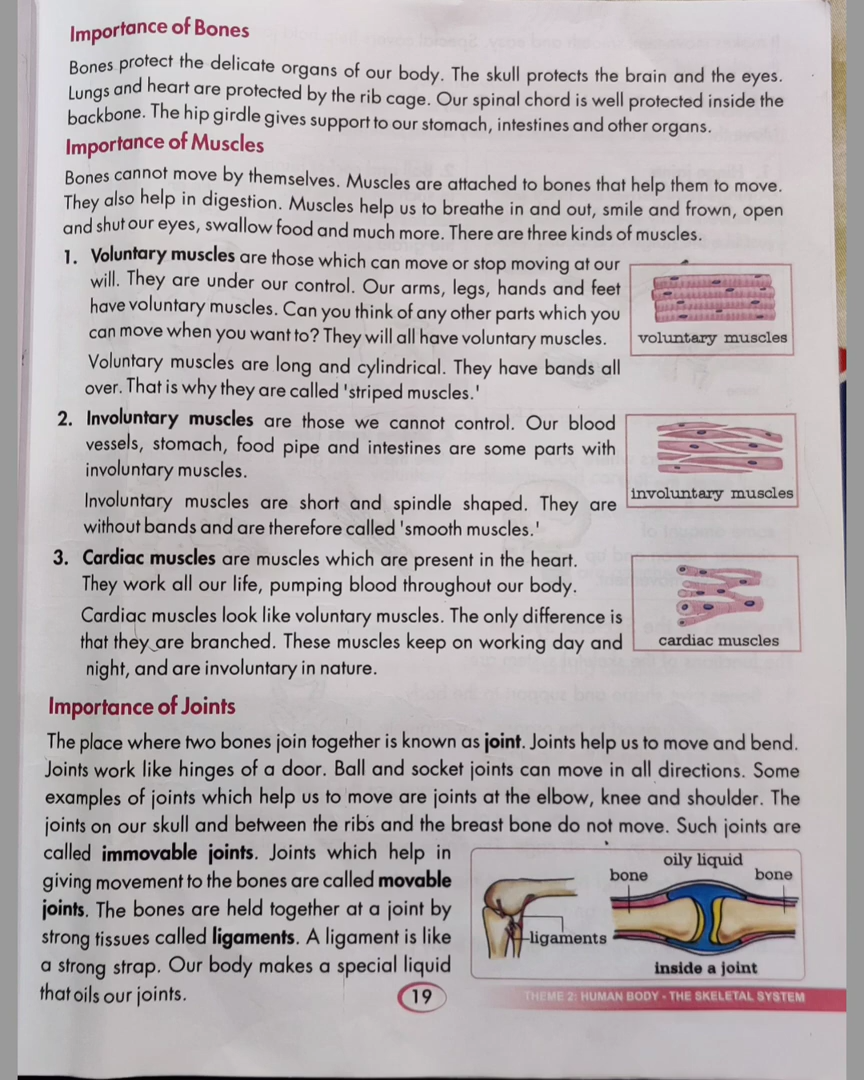 Importance of Bones
Bones protect the delicate organs of our body. The skull protects the brain and the eyes.
Lungs and heart are protected by the rib cage. Our spinal chord is well protected inside the
backbone. The hip girdle gives support to our stomach, intestines and other organs.
Importance of Muscles
Bones cannot move by themselves. Muscles are attached to bones that help them to move.
They also help in digestion. Muscles help us to breathe in and out, smile and frown, open
and shut our eyes, swallow food and much more. There are three kinds of muscles.
1. Voluntary muscles are those which can move or stop moving at our
will. They are under our control. Our arms, legs, hands and feet
have voluntary muscles. Can you think of any other parts which you
can move when you want to? They will all have voluntary muscles.
voluntary muscles
Voluntary muscles are long and cylindrical. They have bands all
over. That is why they are called 'striped muscles.'
2. Involuntary muscles are those we cannot control. Our blood
vessels, stomach, food pipe and intestines are some parts with
involuntary muscles.
involuntary muscles
Involuntary muscles are short and spindle shaped. They are
without bands and are therefore called 'smooth muscles.'
3. Cardiac muscles are muscles which are present in the heart.
They work all our life, pumping blood throughout our body.
Cardiac muscles look like voluntary muscles. The only difference is
that they are branched. These muscles keep on working day and
night, and are involuntary in nature.
cardiac muscles
Importance of Joints
The place where two bones join together is known as joint. Joints help us to move and bend.
Joints work like hinges of a door. Ball and socket joints can move in all directions. Some
examples of joints which help us to move are joints at the elbow, knee and shoulder. The
joints on our skull and between the ribs and the breast bone do not move. Such joints are
called immovable joints. Joints which help in
giving movement to the bones are called movable
joints. The bones are held together at a joint by
strong tissues called ligaments. A ligament is like
a strong strap. Our body makes a special liquid
that oils our joints.
oily liquid
bone
bone
ligaments
inside a joint
19
THEME 2: HUMAN BODY - THE SKELETAL SYSTEM